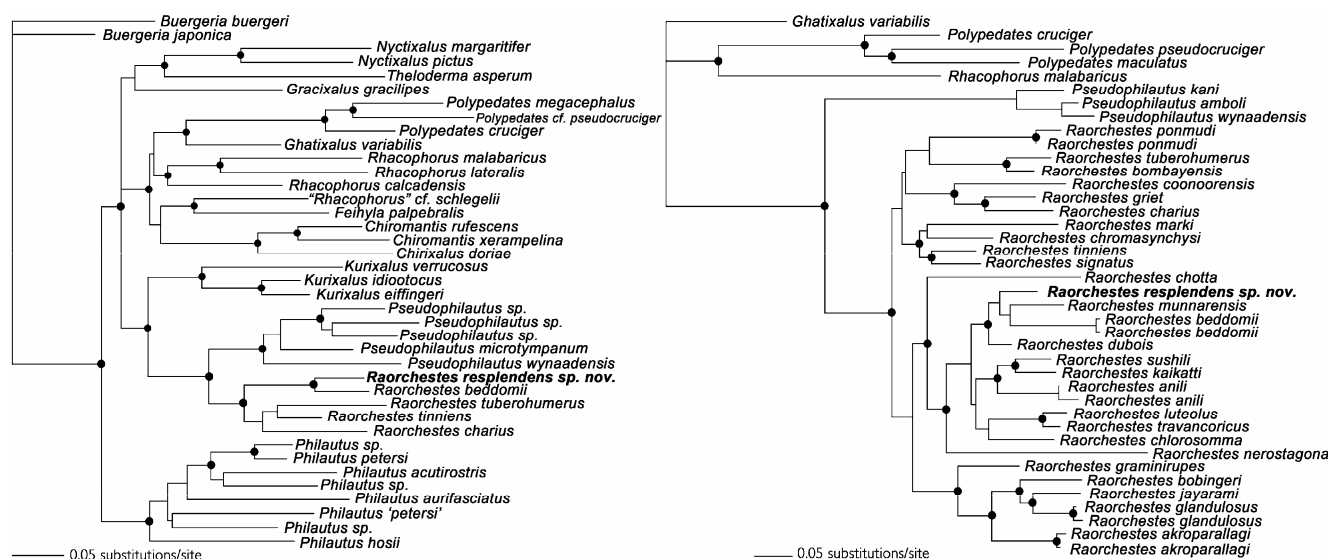 Buergeria buergeri
Buergeria japonica
Nyctixalus margaritifer
Nyctixalus pictus
Theloderma asperum
Gracixalus gracilipes
Polypedates megacephalus
Polypedates cf. pseudocruciger
Polypedates cruciger
Ghatixalus variabilis
Rhacophorus malabaricus
Rhacophorus lateralis
Rhacophorus calcadensis
“Rhacophorus” cf. schlegelii
Feihyla palpebralis
Chiromantis rufescens
Chiromantis xerampelina
Chirixalus doriae
Kurixalus verrucosus
Kurixalus idiootocus
Kurixalus eiffingeri
Pseudophilautus sp.
Pseudophilautus sp.
Pseudophilautus sp.
Pseudophilautus microtympanum
Pseudophilautus wynaadensis
Raorchestes resplendens sp. nov.
Raorchestes beddomii
Raorchestes tuberohumerus
Raorchestes tinniens
Raorchestes charius
Philautus sp.
Philautus petersi
Philautus acutirostris
Philautus sp.
Philautus aurifasciatus
Philautus ‘petersi’
Philautus sp.
Philautus hosii
0.05 substitutions/site
Ghatixalus variabilis
Polypedates cruciger
Polypedates pseudocruciger
Polypedates maculatus
Rhacophorus malabaricus
Pseudophilautus kani
Pseudophilautus amboli
Pseudophilautus wynaadensis
Raorchestes ponmudi
Raorchestes ponmudi
Raorchestes tuberohumerus
Raorchestes bombayensis
Raorchestes coonoorensis
Raorchestes griet
Raorchestes charius
Raorchestes marki
Raorchestes chromasynchysi
Raorchestes tinniens
Raorchestes signatus
Raorchestes chotta
Raorchestes resplendens sp. nov.
Raorchestes munnarensis
Raorchestes beddomii
Raorchestes beddomii
Raorchestes dubois
Raorchestes sushili
Raorchestes kaikatti
Raorchestes anili
Raorchestes anili
Raorchestes luteolus
Raorchestes travancoricus
Raorchestes chlorosomma
Raorchestes nerostagona
Raorchestes graminirupes
Raorchestes bobingeri
Raorchestes jayarami
Raorchestes glandulosus
Raorchestes glandulosus
Raorchestes akroparallagi
Raorchestes akroparallagi
0.05 substitutions/site